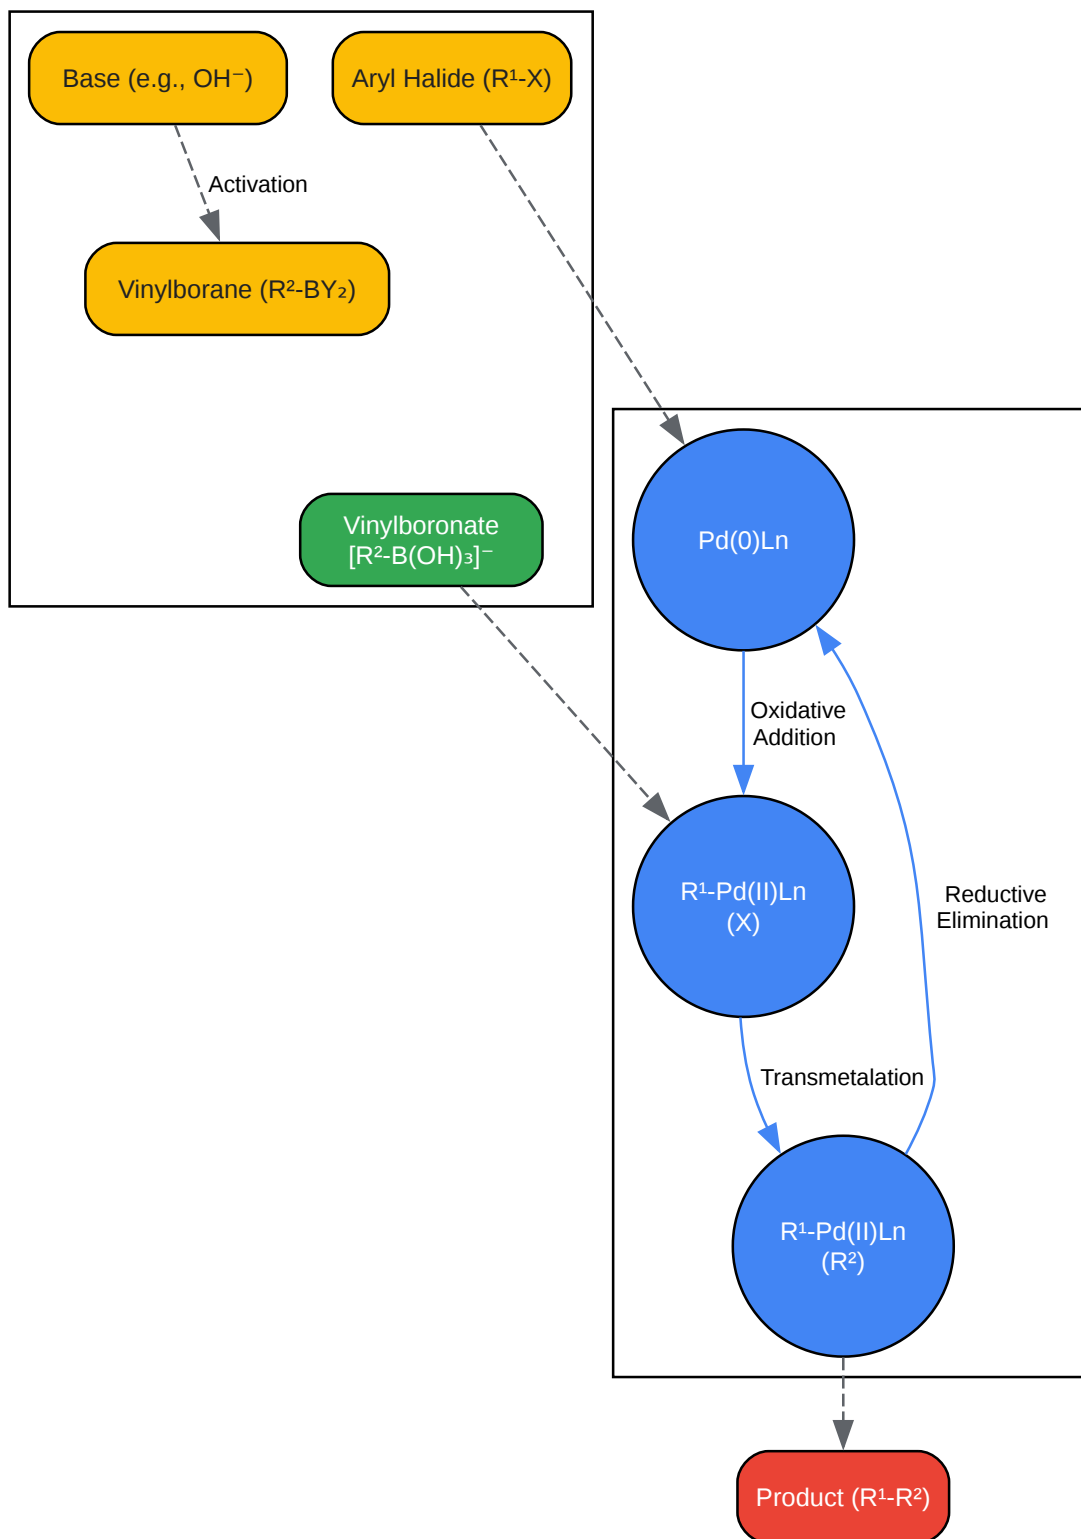 Base (e.g., OH⁻)
Aryl Halide (R¹-X)
Activation
Vinylborane (R²-BY₂)
Vinylboronate
[R²-B(OH)₃]⁻
Pd(0)Ln
Oxidative
Addition
R¹-Pd(II)Ln
(X)
Reductive
Elimination
Transmetalation
R¹-Pd(II)Ln
(R²)
Product (R¹-R²)